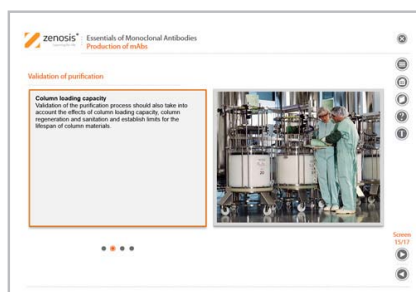 zenosis
Essentials of Monoclonal Antibodies
Production of mAbs
Validation of purification
Column loading capacity
Validation of the purification process should also take into
account the effects of column loading capacity, column
regeneration and sanitation and establish limits for the
lifespan of column materials.
Screen
15/17